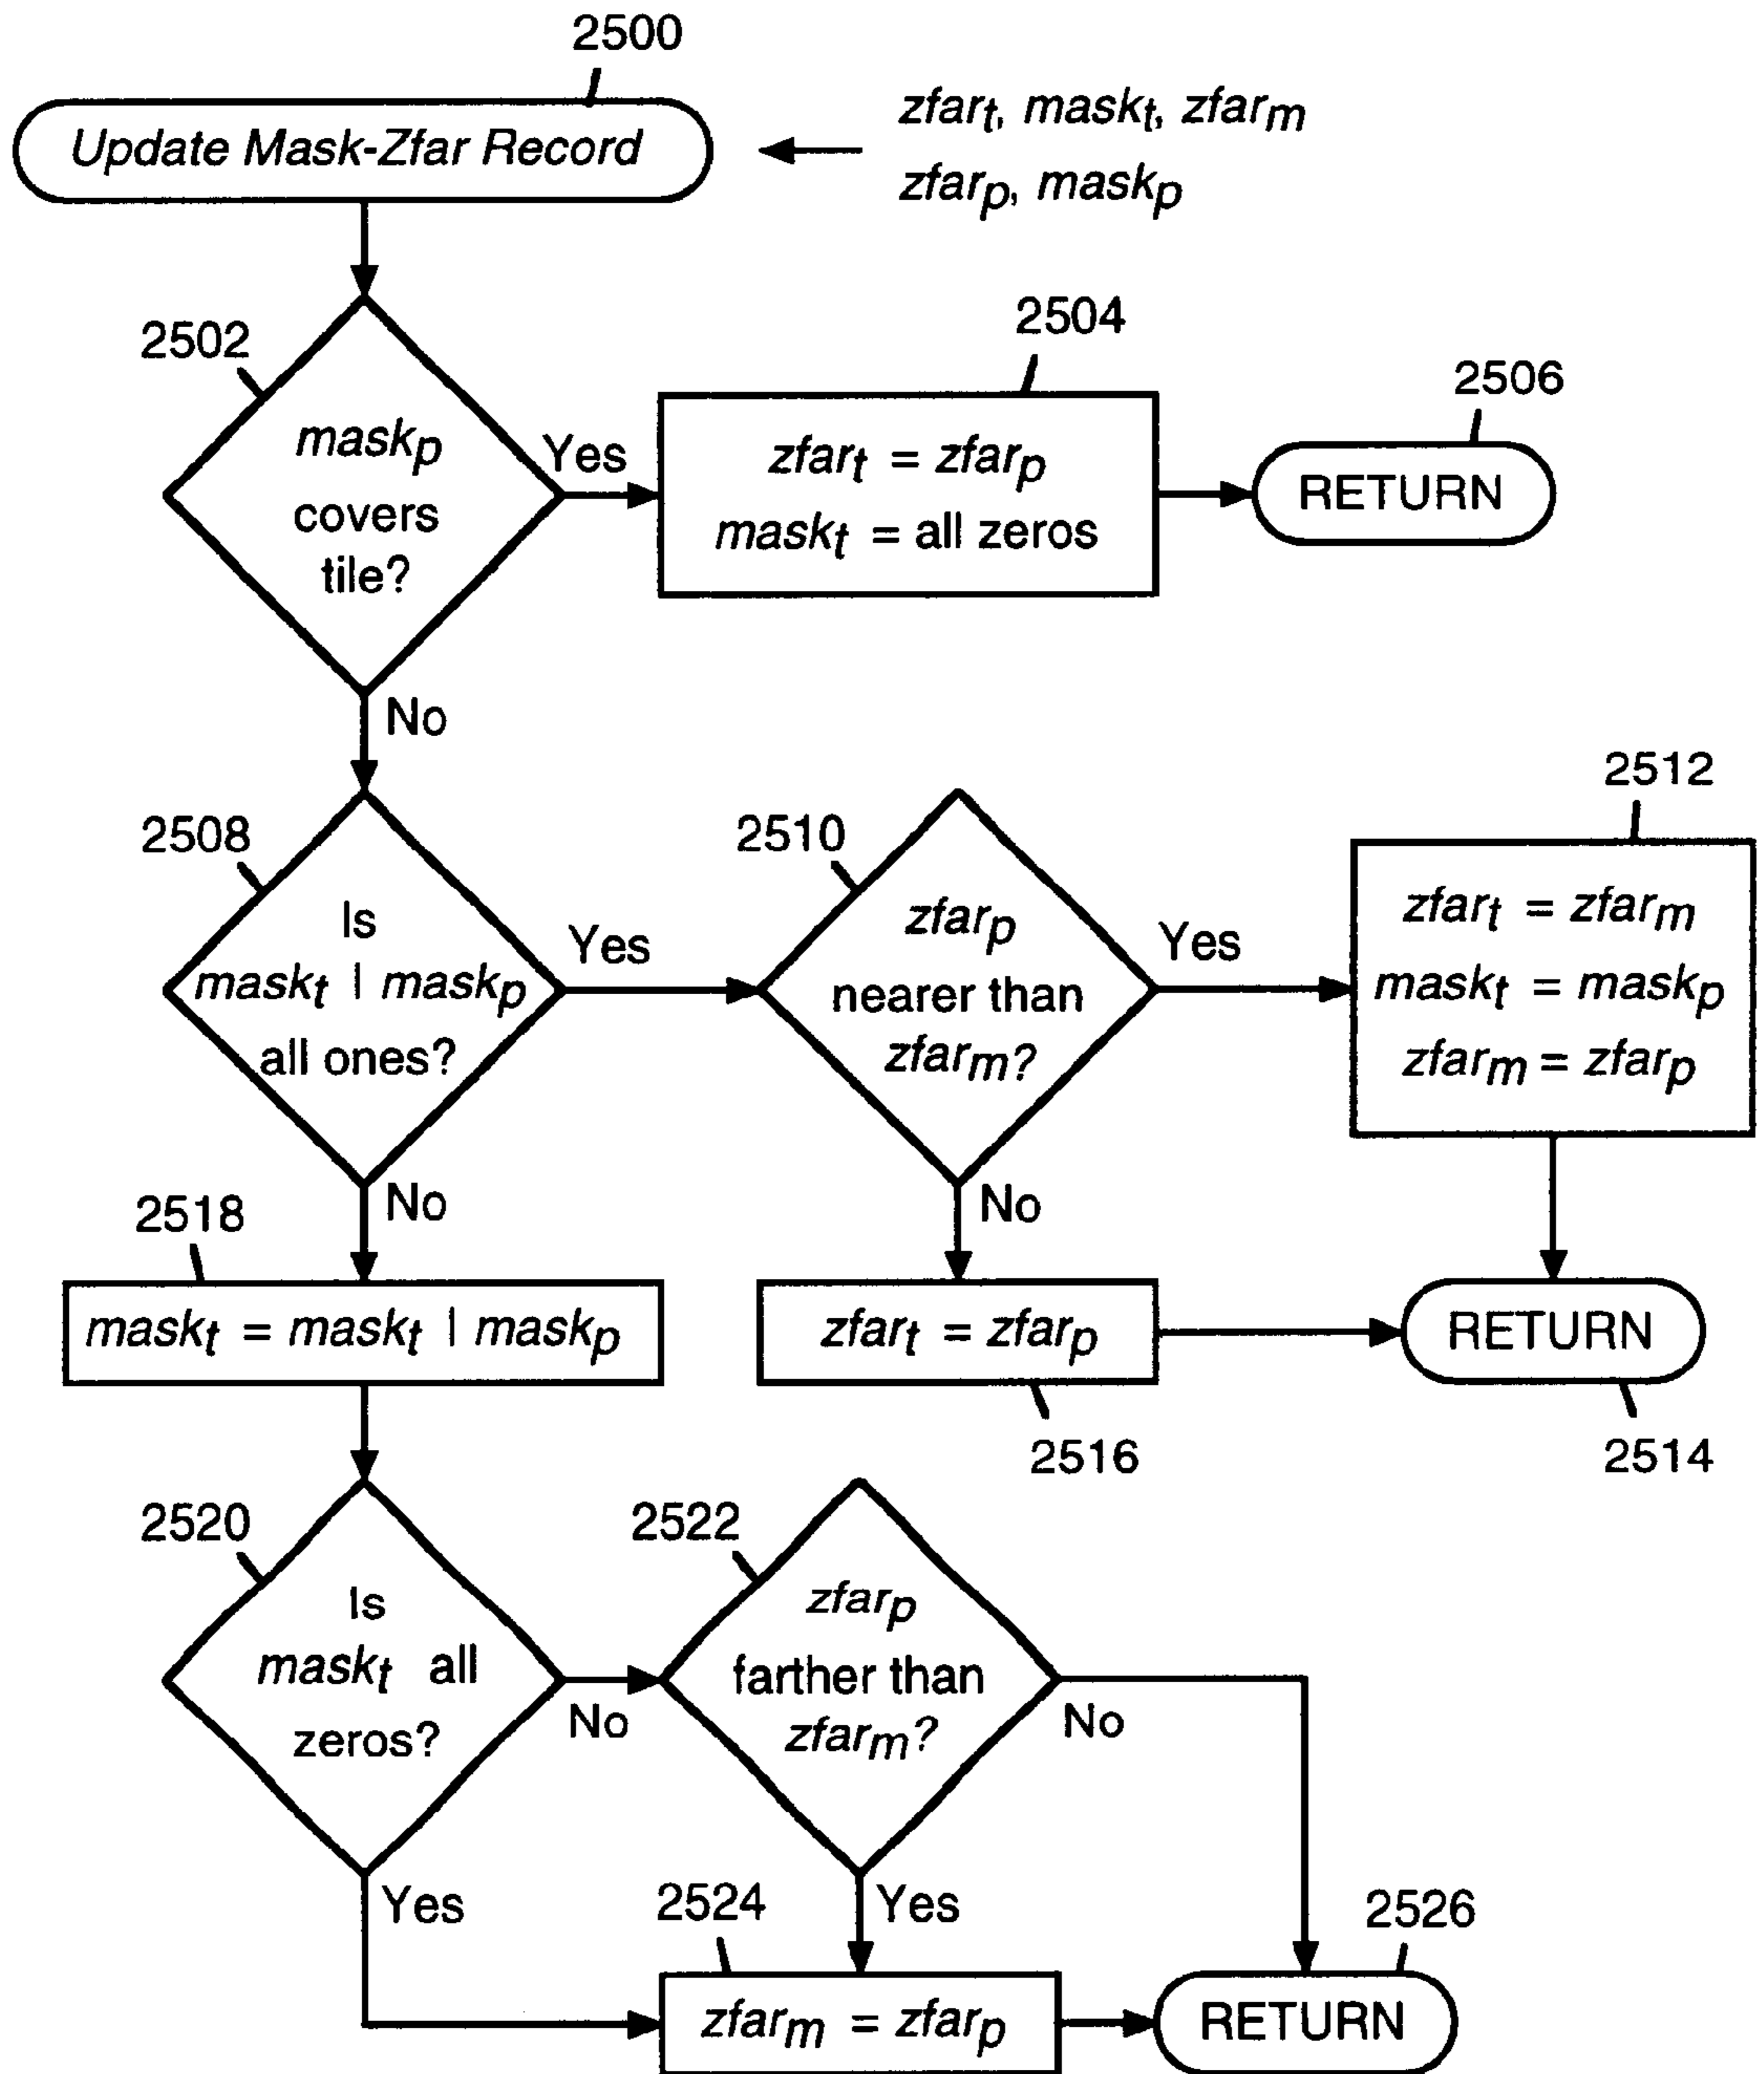 2500
Update Mask-Zfar Record
zfart, maskt, zfarm
zfarp, maskp
2502
maskp
covers
tile?
Yes
2504
zfart = zfarp
maskt = all zeros
2506
RETURN
No
2508
Is
maskt | maskp
all ones?
Yes
2510
zfarp
nearer than
zfarm?
Yes
2512
zfart = zfarm
maskt = maskp
zfarm = zfarp
No
No
2518
maskt = maskt | maskp
zfart = zfarp
2516
RETURN
2514
2520
Is
maskt all
zeros?
No
2522
zfarp
farther than
zfarm?
No
Yes
Yes
2524
zfarm = zfarp
2526
RETURN